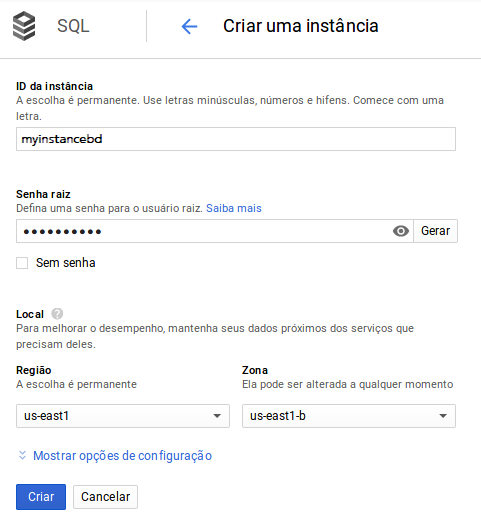 SQL
Criar uma instância
ID da instância
A escolha é permanente. Use letras minúsculas, números e hifens. Comece com uma
letra.
myinstancebd
Senha raiz
Defina uma senha para o usuário raiz. Saiba mais
●●●●●●●●●●
Gerar
Sem senha
Local ?
Para melhorar o desempenho, mantenha seus dados próximos dos serviços que
precisam deles.
Região
A escolha é permanente
us-east1
Zona
Ela pode ser alterada a qualquer momento
us-east1-b
Mostrar opções de configuração
Criar
Cancelar